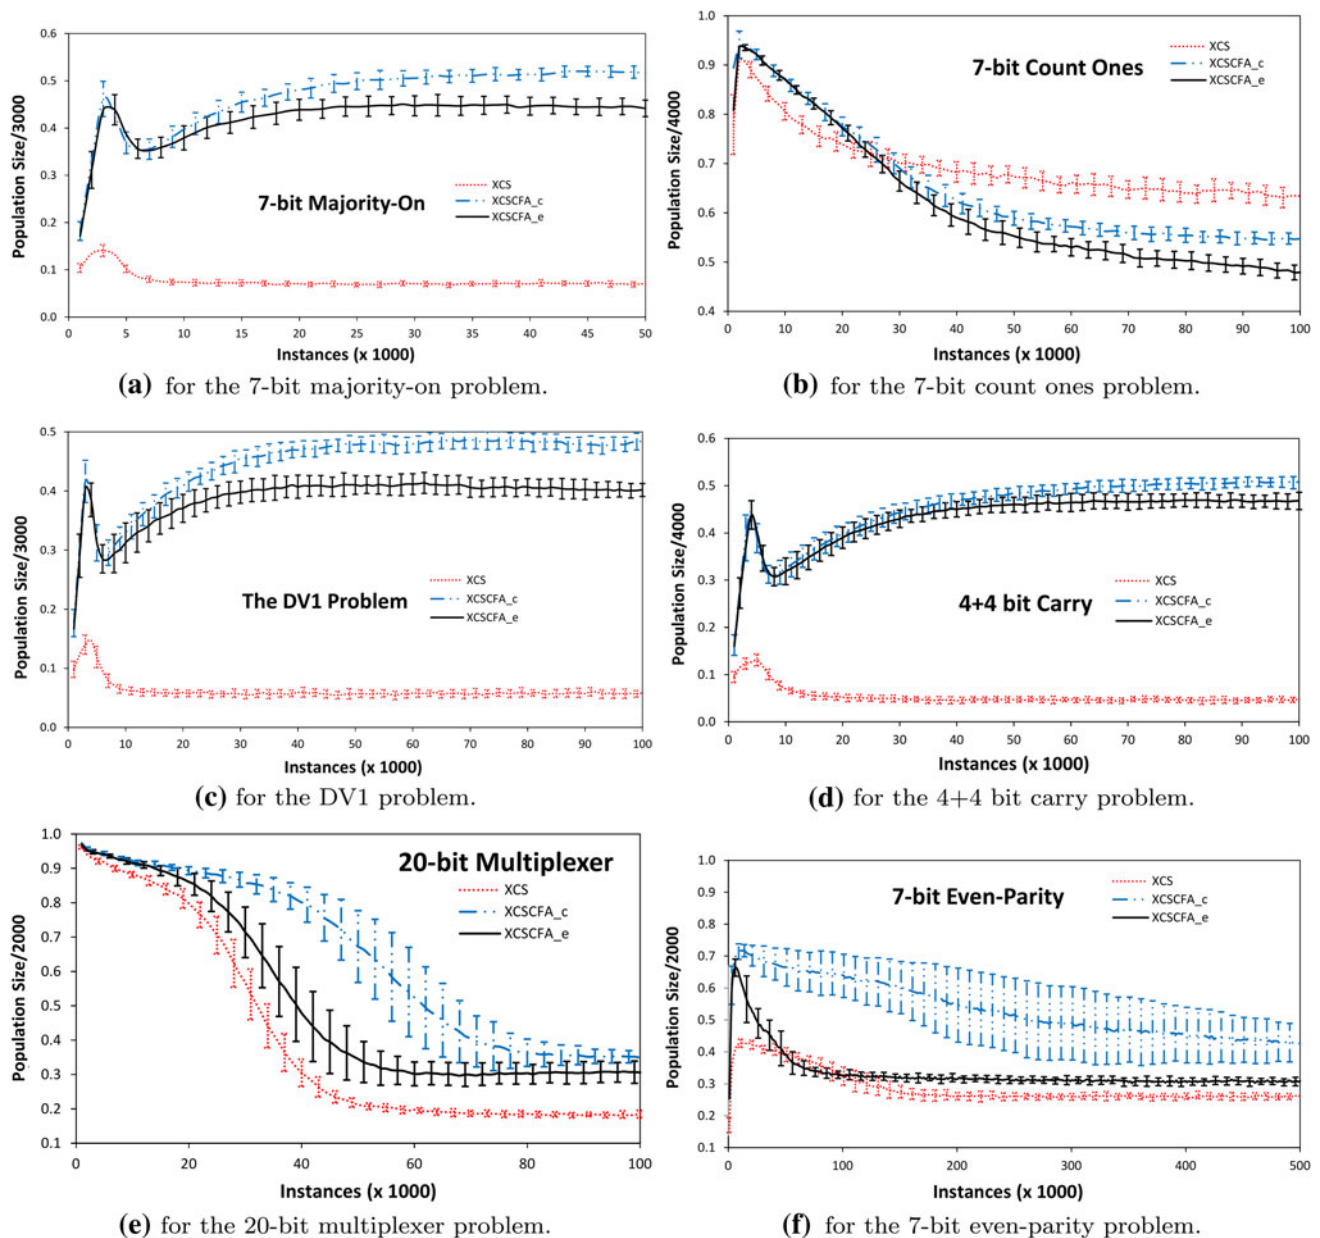 0.6
0.5
0.4
0.3
0.2
0.1
0.0
Population Size/3000
7-bit Majority-On
XCS
XCSCFA_c
XCSCFA_e
0 5 10 15 20 25 30 35 40 45 50
Instances (x 1000)
(a) for the 7-bit majority-on problem.
1.0
0.9
0.8
0.7
0.6
0.5
0.4
Population Size/4000
7-bit Count Ones
XCS
XCSCFA_c
XCSCFA_e
0 10 20 30 40 50 60 70 80 90 100
Instances (x 1000)
(b) for the 7-bit count ones problem.
0.5
0.4
0.3
0.2
0.1
0.0
Population Size/3000
The DV1 Problem
XCS
XCSCFA_c
XCSCFA_e
0 10 20 30 40 50 60 70 80 90 100
Instances (x 1000)
(c) for the DV1 problem.
0.6
0.5
0.4
0.3
0.2
0.1
0.0
Population Size/4000
4+4 bit Carry
XCS
XCSCFA_c
XCSCFA_e
0 10 20 30 40 50 60 70 80 90 100
Instances (x 1000)
(d) for the 4+4 bit carry problem.
1.0
0.9
0.8
0.7
0.6
0.5
0.4
0.3
0.2
0.1
Population Size/2000
20-bit Multiplexer
XCS
XCSCFA_c
XCSCFA_e
0 20 40 60 80 100
Instances (x 1000)
(e) for the 20-bit multiplexer problem.
1.0
0.9
0.8
0.7
0.6
0.5
0.4
0.3
0.2
0.1
Population Size/2000
7-bit Even-Parity
XCS
XCSCFA_c
XCSCFA_e
0 100 200 300 400 500
Instances (x 1000)
(f) for the 7-bit even-parity problem.